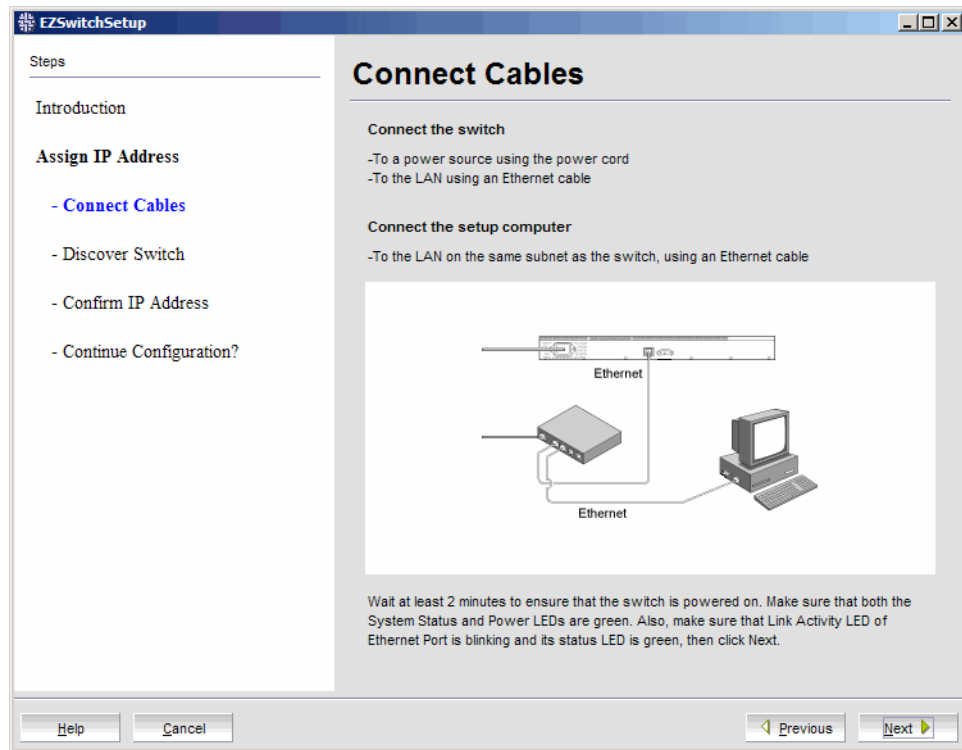 EZSwitchSetup
Steps
Introduction
Assign IP Address
- Connect Cables
- Discover Switch
- Confirm IP Address
- Continue Configuration?
Connect Cables
Connect the switch
-To a power source using the power cord
-To the LAN using an Ethernet cable
Connect the setup computer
-To the LAN on the same subnet as the switch, using an Ethernet cable
Ethernet
Ethernet
Wait at least 2 minutes to ensure that the switch is powered on. Make sure that both the
System Status and Power LEDs are green. Also, make sure that Link Activity LED of
Ethernet Port is blinking and its status LED is green, then click Next.
Help
Cancel
Previous
Next